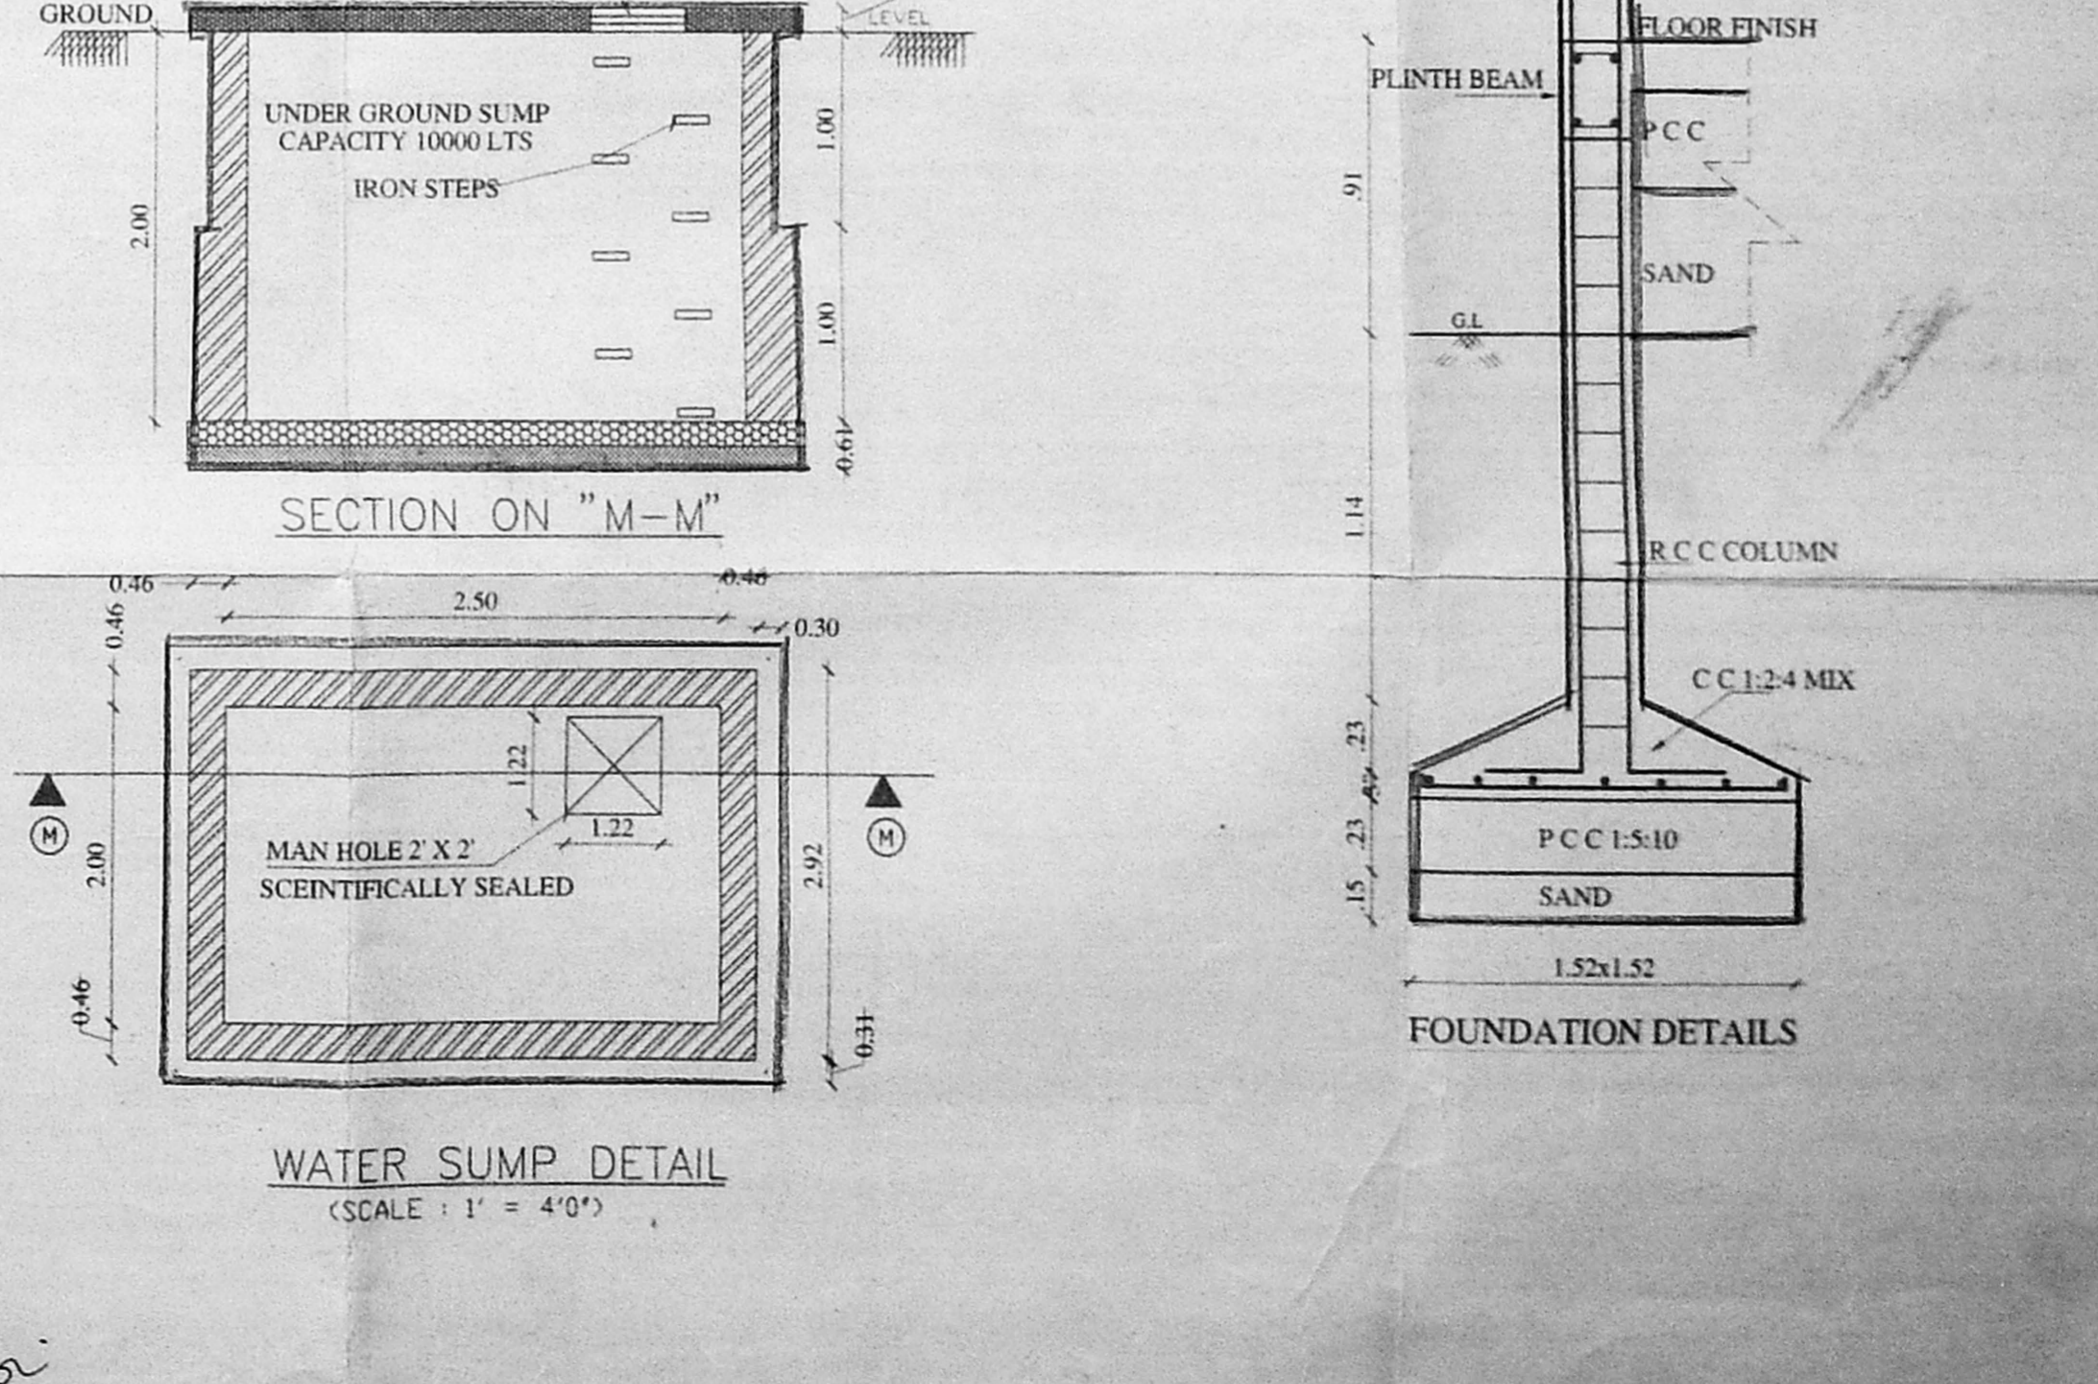 GROUND
LEVEL
UNDER GROUND SUMP
CAPACITY 10000 LTS
IRON STEPS
2.00
1.00
1.00
0.61
SECTION ON "M-M"
0.46
0.46
2.50
0.30
0.46
1.22
1.22
M
M
MAN HOLE 2' X 2'
SCEINTIFICALLY SEALED
2.00
2.92
0.46
0.31
WATER SUMP DETAIL
(SCALE : 1' = 4'0")
FLOOR FINISH
PLINTH BEAM
P C C
.91
SAND
G.L
1.14
R C C COLUMN
C C 1:2:4 MIX
.23
.23
P C C 1:5:10
.15
SAND
1.52x1.52
FOUNDATION DETAILS